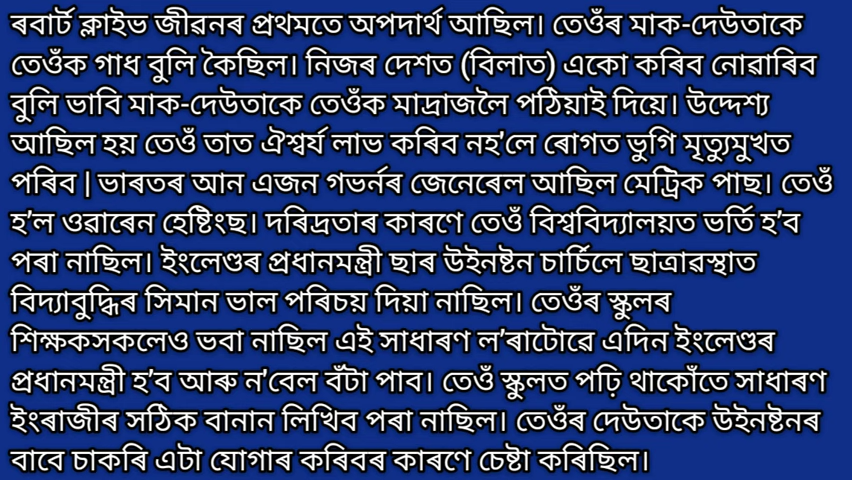 ৰবাৰ্ট ক্লাইভ জীৱনৰ প্ৰথমতে অপদাৰ্থ আছিল। তেওঁৰ মাক-দেউতাকে
তেওঁক গাধ বুলি কৈছিল। নিজৰ দেশত (বিলাত) একো কৰিব নোৱাৰিব
বুলি ভাবি মাক-দেউতাকে তেওঁক মাদ্ৰাজলৈ পঠিয়াই দিয়ে। উদ্দেশ্য
আছিল হয় তেওঁ তাত ঐশ্বৰ্য লাভ কৰিব নহ'লে ৰোগত ভুগি মৃত্যুমুখত
পৰিব | ভাৰতৰ আন এজন গভৰ্নৰ জেনেৰেল আছিল মেট্ৰিক পাছ। তেওঁ
হ'ল ওৱাৰেন হেষ্টিংছ। দৰিদ্ৰতাৰ কাৰণে তেওঁ বিশ্ববিদ্যালয়ত ভৰ্তি হ'ব
পৰা নাছিল। ইংলেণ্ডৰ প্ৰধানমন্ত্ৰী ছাৰ উইনষ্টন চাৰ্চিলে ছাত্ৰাৱস্থাত
বিদ্যাবুদ্ধিৰ সিমান ভাল পৰিচয় দিয়া নাছিল। তেওঁৰ স্কুলৰ
শিক্ষকসকলেও ভবা নাছিল এই সাধাৰণ ল'ৰাটোৱে এদিন ইংলেণ্ডৰ
প্ৰধানমন্ত্ৰী হ'ব আৰু ন'বেল বঁটা পাব। তেওঁ স্কুলত পঢ়ি থাকোঁতে সাধাৰণ
ইংৰাজীৰ সঠিক বানান লিখিব পৰা নাছিল। তেওঁৰ দেউতাকে উইনষ্টনৰ
বাবে চাকৰি এটা যোগাৰ কৰিবৰ কাৰণে চেষ্টা কৰিছিল।